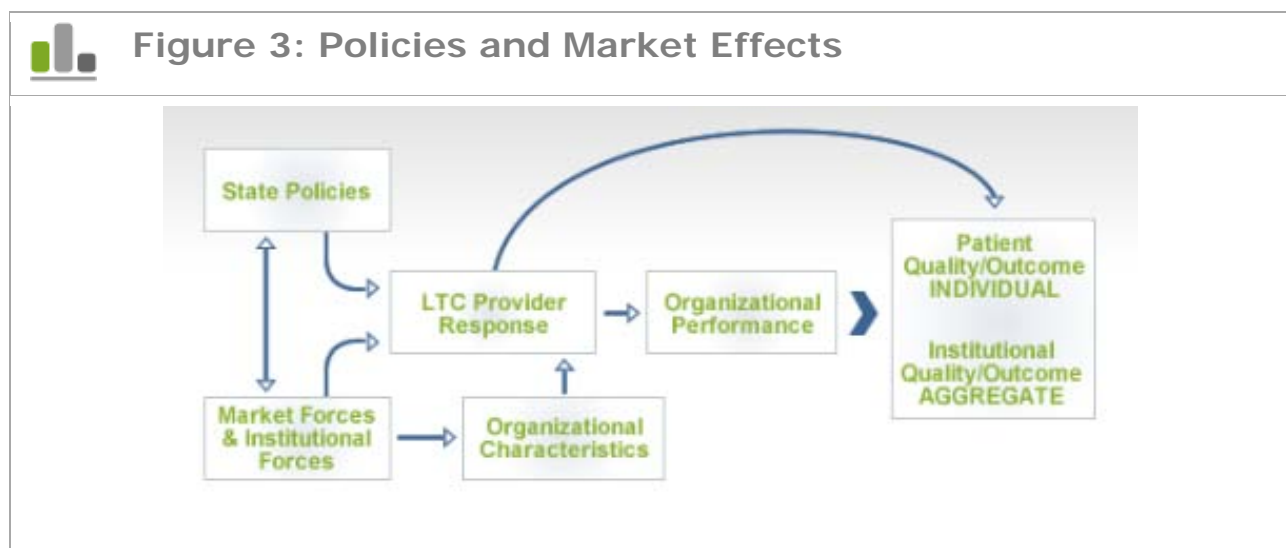 Figure 3: Policies and Market Effects
State Policies
LTC Provider
Response
Organizational
Performance
Patient
Quality/Outcome
INDIVIDUAL
Institutional
Quality/Outcome
AGGREGATE
Market Forces
& Institutional
Forces
Organizational
Characteristics